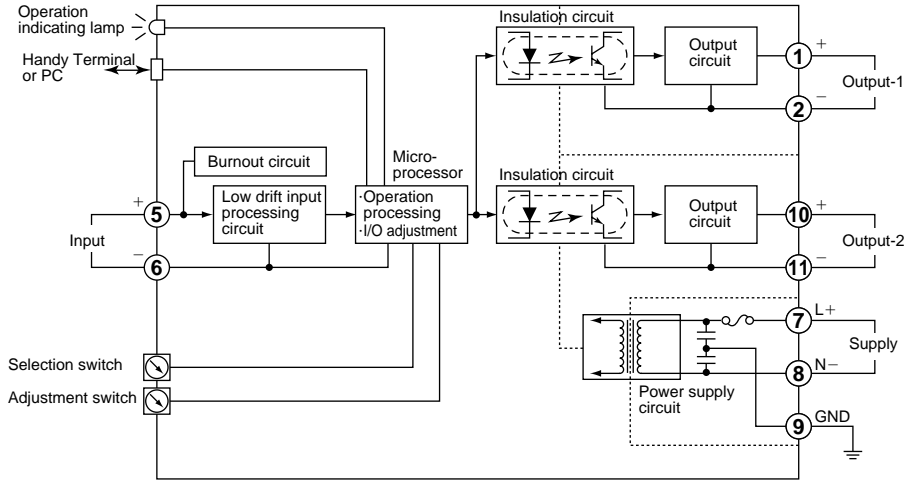 Operation
indicating lamp
Handy Terminal
or PC
Insulation circuit
Output
circuit
1
+
2
−
Output-1
Burnout circuit
Micro-
processor
·Operation
processing
·I/O adjustment
Low drift input
processing
circuit
+
5
Input
−
6
Insulation circuit
Output
circuit
10
+
11
−
Output-2
7
L+
Supply
8
N−
Power supply
circuit
9
GND
Selection switch
Adjustment switch